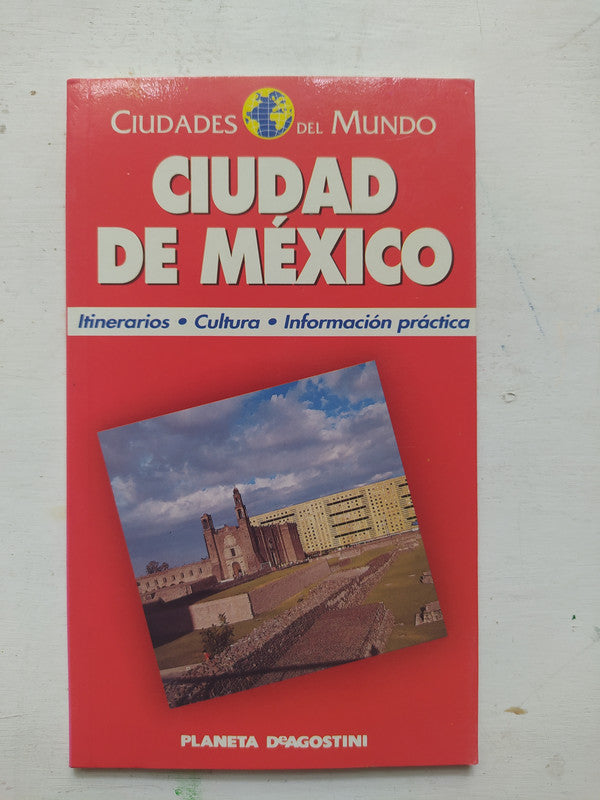 CIUDADES DEL MUNDO
CIUDAD
DE MÉXICO
Itinerarios • Cultura • Información práctica
PLANETA DeAGOSTINI